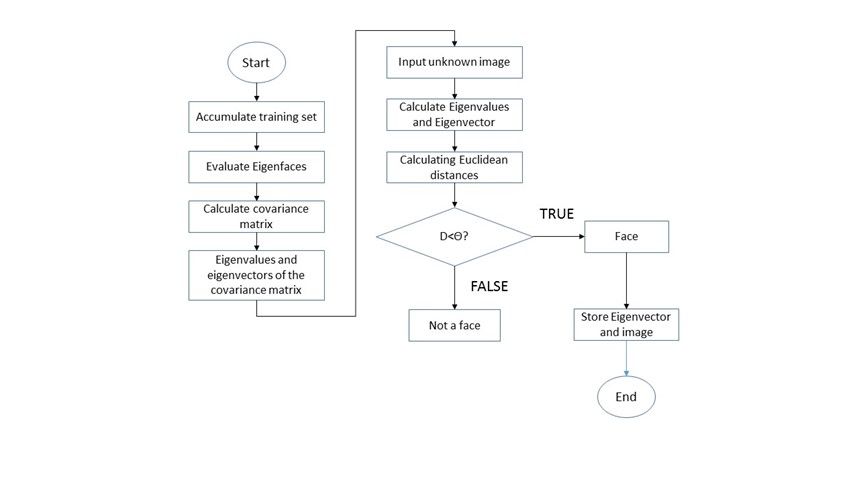 Start
Accumulate training set
Evaluate Eigenfaces
Calculate covariance
matrix
Eigenvalues and
eigenvectors of the
covariance matrix
Input unknown image
Calculate Eigenvalues
and Eigenvector
Calculating Euclidean
distances
D<Θ?
TRUE
FALSE
Not a face
Face
Store Eigenvector
and image
End